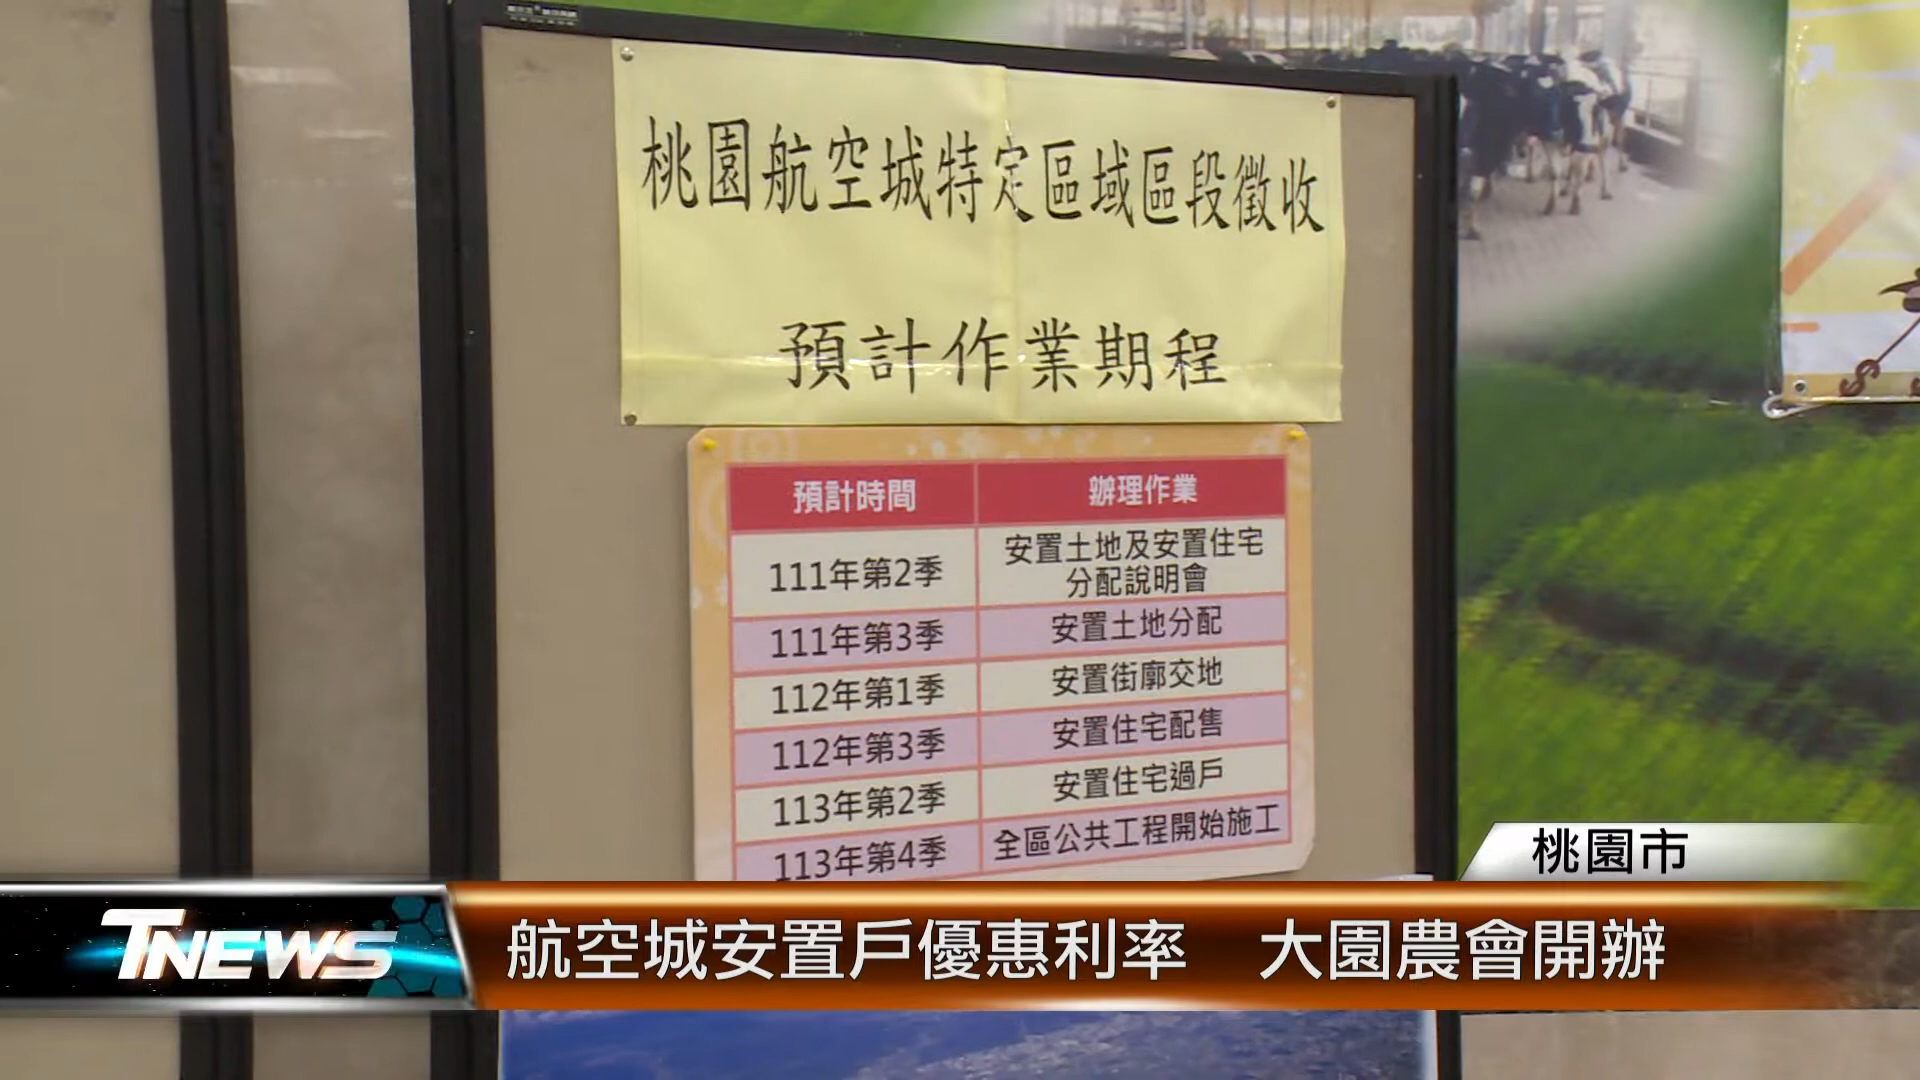 桃園航空城特定區域區段徵收
預計作業期程
預計時間 辦理作業
111年第2季 安置土地及安置住宅
分配說明會
111年第3季 安置土地分配
112年第1季 安置街廓交地
112年第3季 安置住宅配售
113年第2季 安置住宅過戶
113年第4季 全區公共工程開始施工
桃園市
TNEWS 航空城安置戶優惠利率 大園農會開辦